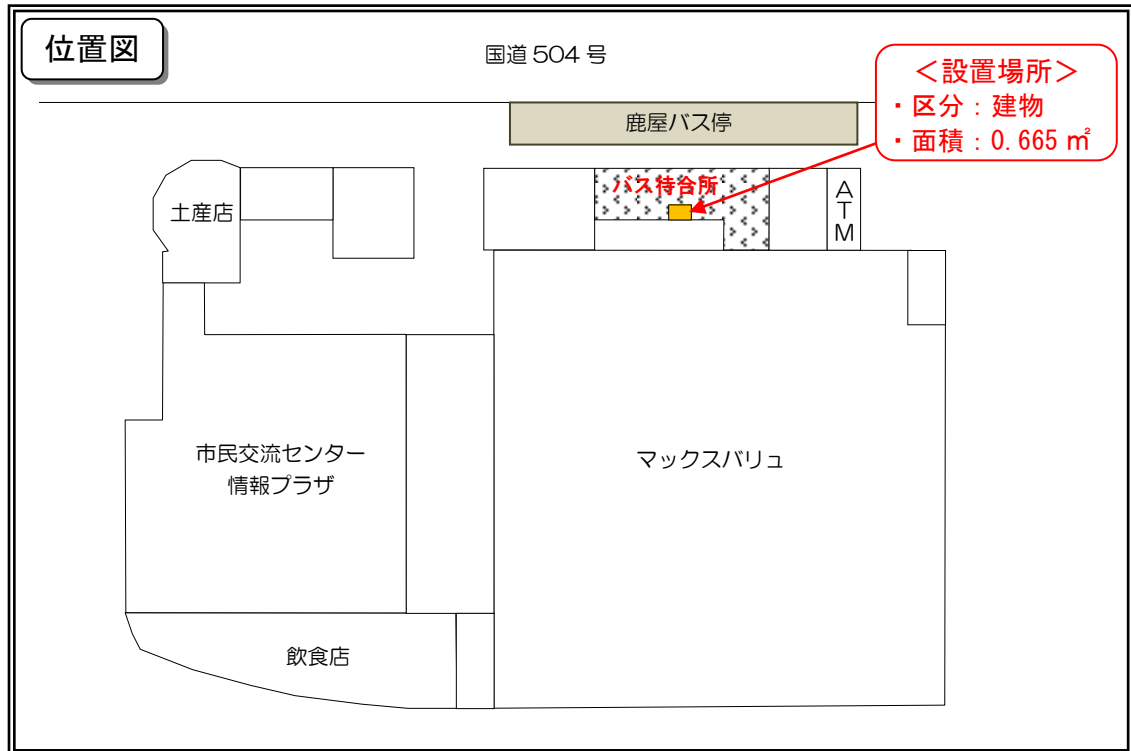 位置図
国道 504 号
＜設置場所＞
・区分：建物
・面積：0.665 ㎡
鹿屋バス停
バス待合所
ATM
土産店
市民交流センター
情報プラザ
マックスバリュ
飲食店